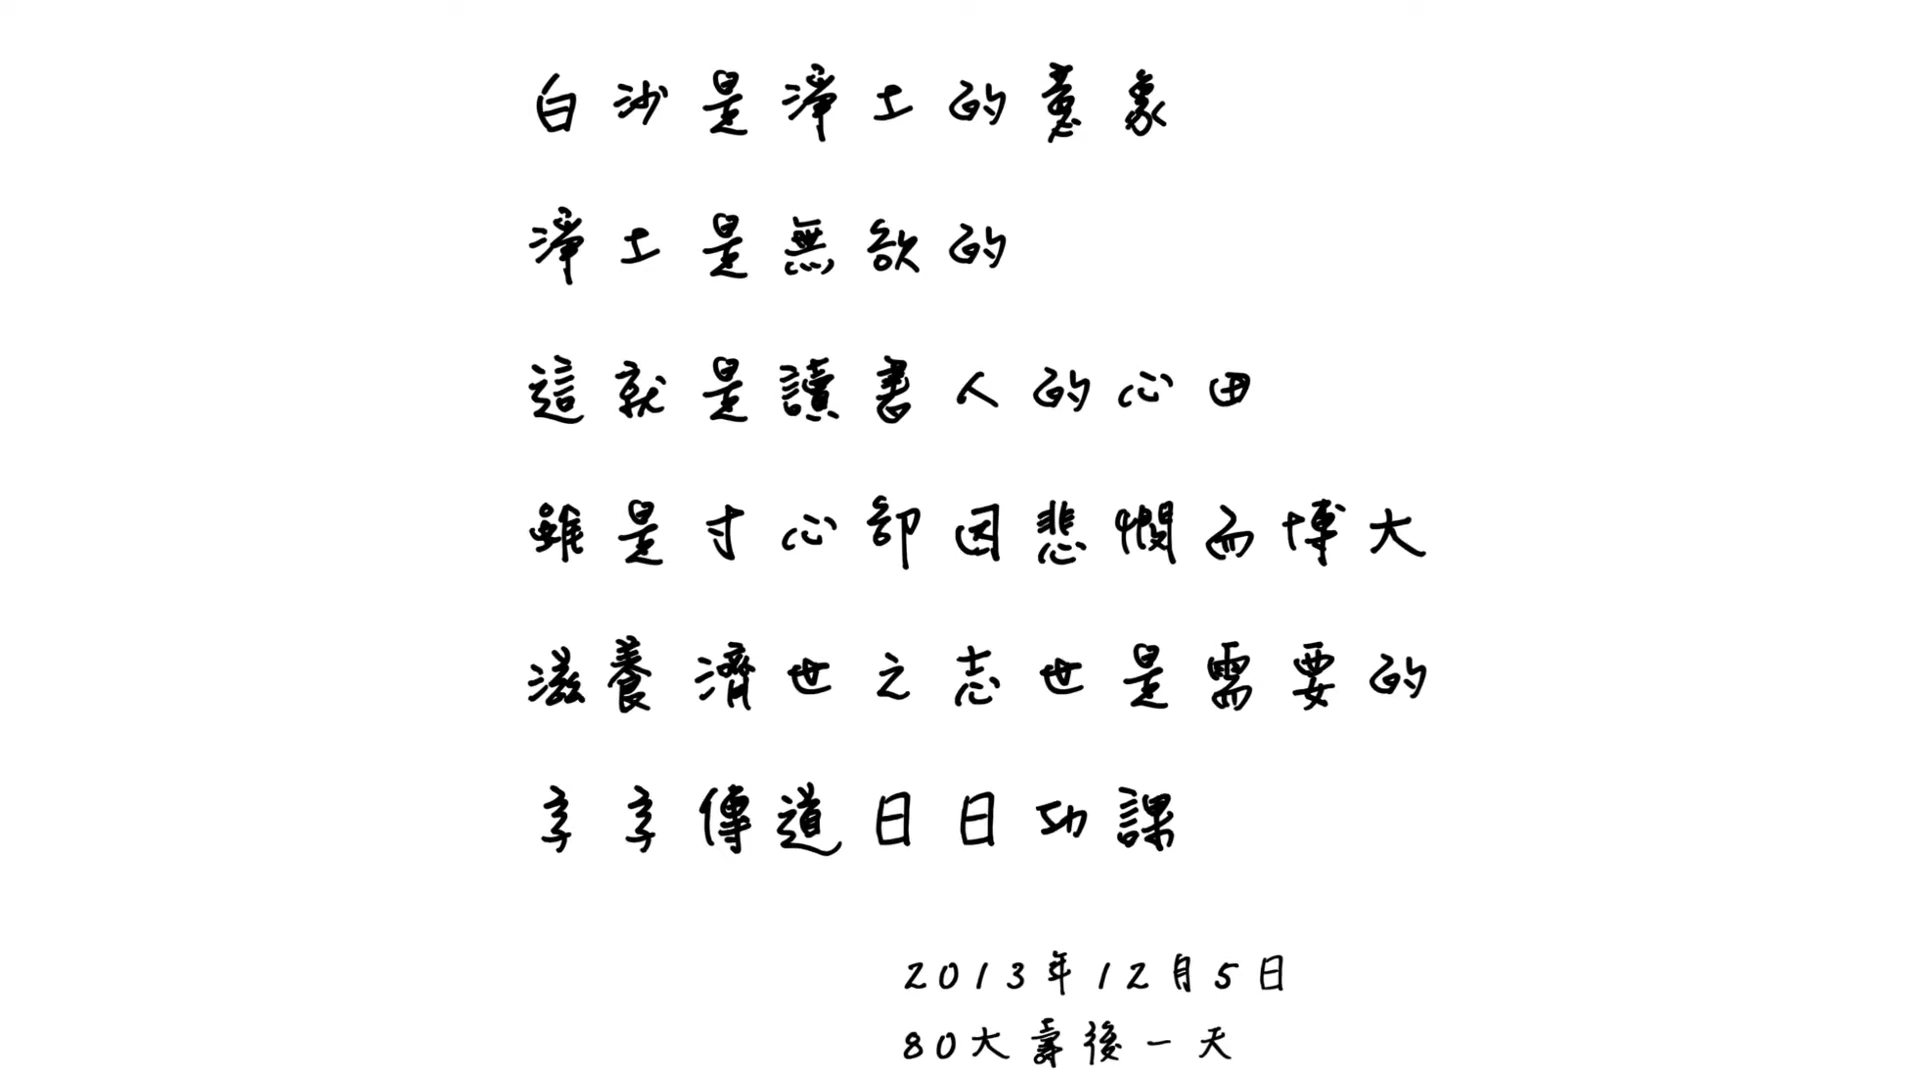 白沙是淨土的意象
淨土是無欲的
這就是讀書人的心田
雖是寸心卻因悲憫而博大
滋養濟世之志世是需要的
字字傳道日日功課
2013年12月5日
80大壽後一天